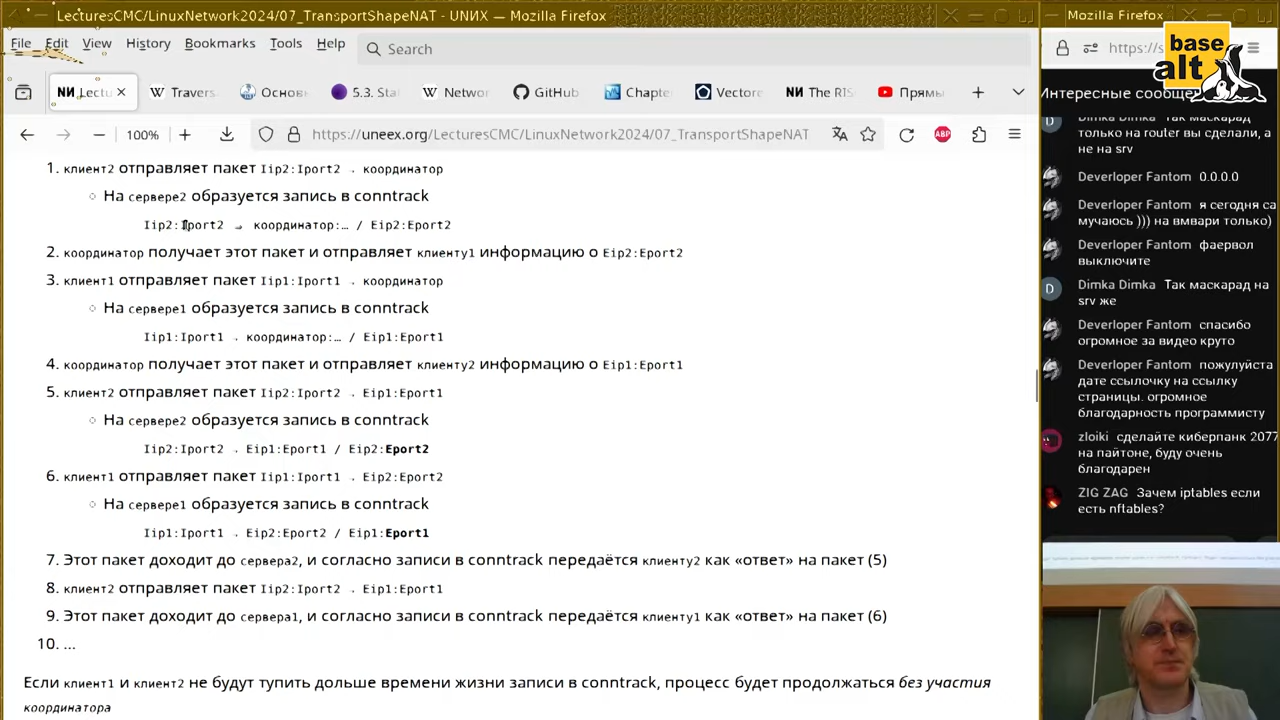 LecturesCMC/LinuxNetwork2024/07_TransportShapeNAT - UNИX — Mozilla Firefox
Mozilla Firefox
File Edit View History Bookmarks Tools Help
Search
https://s
base
alt
NИ Lectu
Travers
Основ
5.3. Sta
Networ
GitHub
Chapte
Vectore
NИ The RIS
Прямы
Интересные сообще
100%
https://uneex.org/LecturesCMC/LinuxNetwork2024/07_TransportShapeNAT
ABP
1. клиент2 отправляет пакет Iip2:Iport2 → координатор
На сервере2 образуется запись в conntrack
Iip2:Iport2 ⇒ координатор:… / Eip2:Eport2
2. координатор получает этот пакет и отправляет клиенту1 информацию о Eip2:Eport2
3. клиент1 отправляет пакет Iip1:Iport1 → координатор
На сервере1 образуется запись в conntrack
Iip1:Iport1 → координатор:… / Eip1:Eport1
4. координатор получает этот пакет и отправляет клиенту2 информацию о Eip1:Eport1
5. клиент2 отправляет пакет Iip2:Iport2 → Eip1:Eport1
На сервере2 образуется запись в conntrack
Iip2:Iport2 → Eip1:Eport1 / Eip2:Eport2
6. клиент1 отправляет пакет Iip1:Iport1 → Eip2:Eport2
На сервере1 образуется запись в conntrack
Iip1:Iport1 → Eip2:Eport2 / Eip1:Eport1
7. Этот пакет доходит до сервера2, и согласно записи в conntrack передаётся клиенту2 как «ответ» на пакет (5)
8. клиент2 отправляет пакет Iip2:Iport2 → Eip1:Eport1
9. Этот пакет доходит до сервера1, и согласно записи в conntrack передаётся клиенту1 как «ответ» на пакет (6)
10. ...
Если клиент1 и клиент2 не будут тупить дольше времени жизни записи в conntrack, процесс будет продолжаться без участия
координатора
Dimka Dimka Так маскарад
только на router вы сделали, а
не на srv
Deverloper Fantom 0.0.0.0
Deverloper Fantom я сегодня са
мучаюсь ))) на вмвари только)
Deverloper Fantom фаервол
выключите
D Dimka Dimka Так маскарад на
srv же
Deverloper Fantom спасибо
огромное за видео круто
Deverloper Fantom пожулуйста
дате ссылочку на ссылку
страницы. огромное
благодарность программисту
zloiki сделайте киберпанк 2077
на пайтоне, буду очень
благодарен
ZIG ZAG Зачем iptables если
есть nftables?